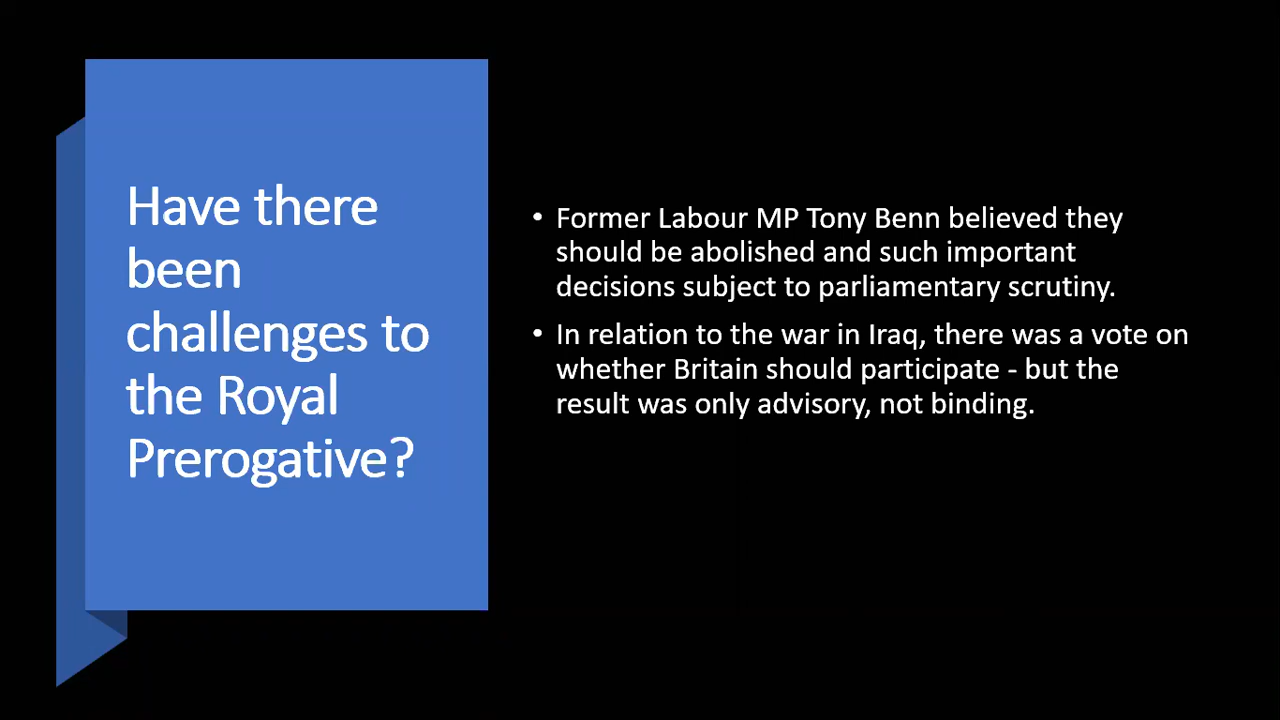 Have there
been
challenges to
the Royal
Prerogative?
• Former Labour MP Tony Benn believed they
should be abolished and such important
decisions subject to parliamentary scrutiny.
• In relation to the war in Iraq, there was a vote on
whether Britain should participate - but the
result was only advisory, not binding.